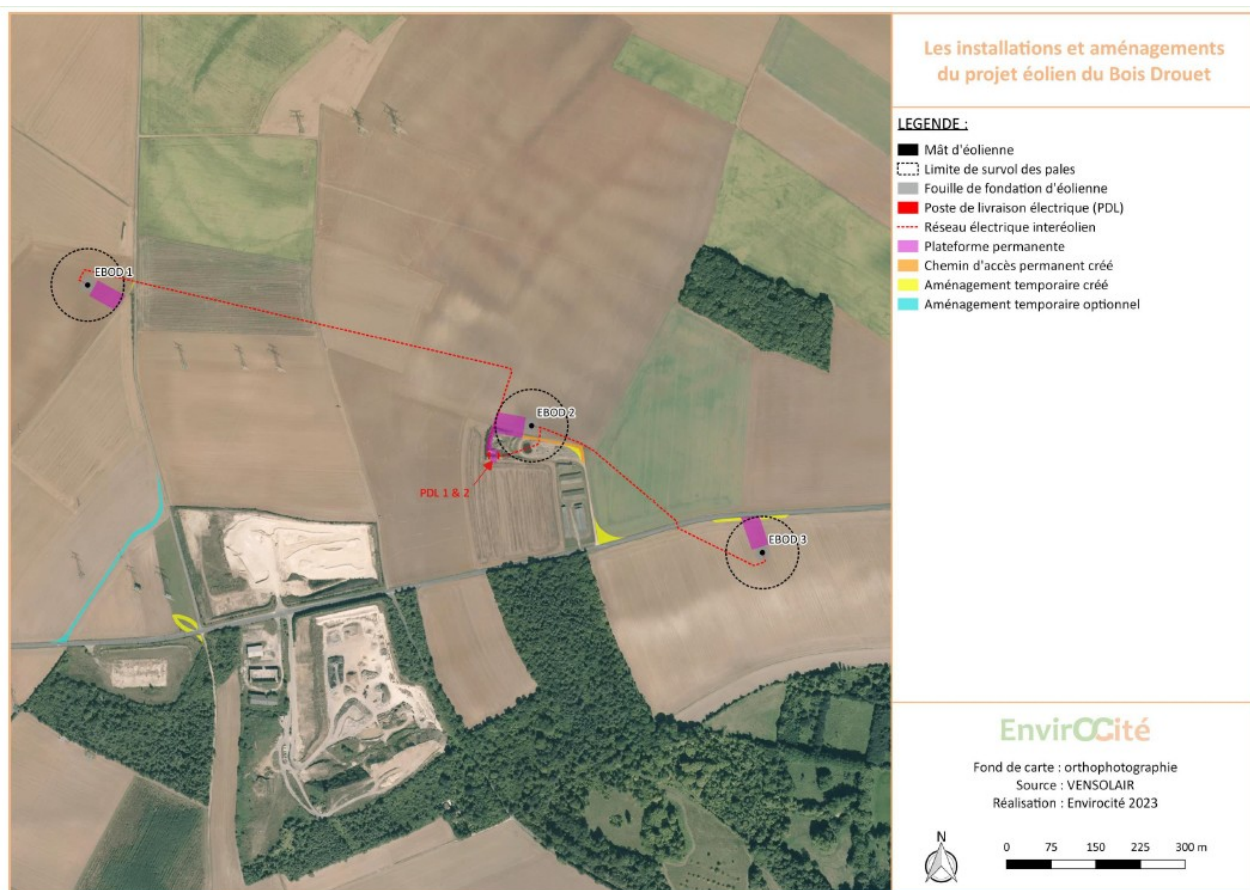 Les installations et aménagements
du projet éolien du Bois Drouet
LEGENDE :
Mât d'éolienne
Limite de survol des pales
Fouille de fondation d'éolienne
Poste de livraison électrique (PDL)
Réseau électrique interéolien
Plateforme permanente
Chemin d'accès permanent créé
Aménagement temporaire créé
Aménagement temporaire optionnel
EBOD 1
EBOD 2
PDL 1 & 2
EBOD 3
EnvirOCité
Fond de carte : orthophotographie
Source : VENSOLAIR
Réalisation : Envirocité 2023
N
0 75 150 225 300 m